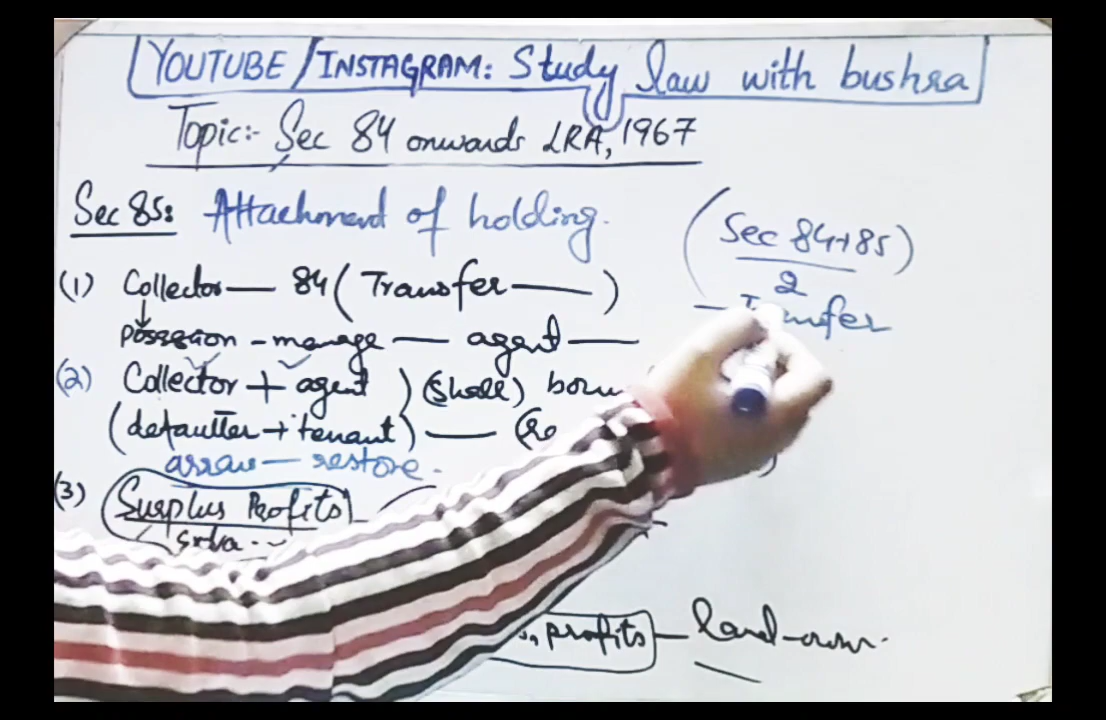 YOUTUBE/INSTAGRAM: Study law with bushra
Topic:- Sec 84 onwards LRA, 1967
Sec 85: Attachment of holding.
(Sec 84+85)
2
(1) Collector— 84 (Transfer——)
possession - manage — agent —
(2) Collector + agent (shall)
(defaulter + tenant) —
arrear — restore.
(3) Surplus Profits
profits — land-own.